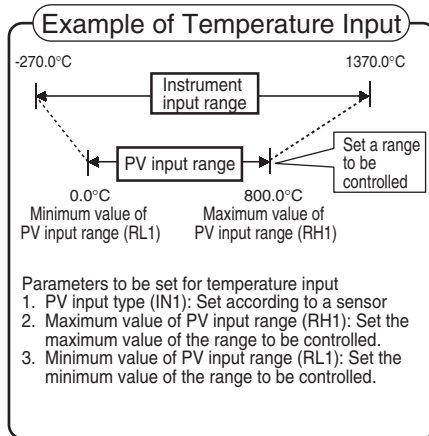 Example of Temperature Input
-270.0°C 1370.0°C
Instrument
input range
PV input range
Set a range
to be
controlled
0.0°C 800.0°C
Minimum value of Maximum value of
PV input range (RL1) PV input range (RH1)
Parameters to be set for temperature input
1. PV input type (IN1): Set according to a sensor
2. Maximum value of PV input range (RH1): Set the
maximum value of the range to be controlled.
3. Minimum value of PV input range (RL1): Set the
minimum value of the range to be controlled.